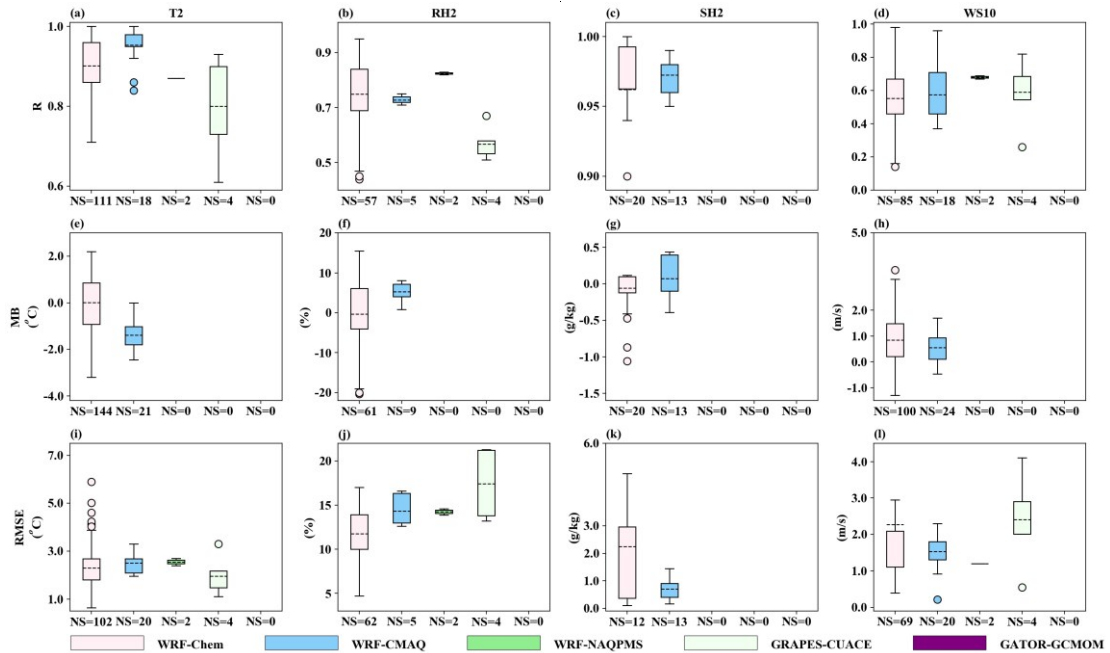 (a) T2
(b) RH2
(c) SH2
(d) WS10
R
1.0
0.8
0.6
0.9
0.7
0.5
1.00
0.95
0.90
1.0
0.8
0.6
0.4
0.2
0.0
NS=111 NS=18 NS=2 NS=4 NS=0
NS=57 NS=5 NS=2 NS=4 NS=0
NS=20 NS=13 NS=0 NS=0 NS=0
NS=85 NS=18 NS=2 NS=4 NS=0
(e)
(f)
(g)
(h)
MB
(°C)
2.0
0.0
-2.0
-4.0
(%)
20
10
0
-10
-20
(g/kg)
0.5
0.0
-0.5
-1.0
-1.5
(m/s)
5.0
1.0
0.0
-1.0
NS=144 NS=21 NS=0 NS=0 NS=0
NS=61 NS=9 NS=0 NS=0 NS=0
NS=20 NS=13 NS=0 NS=0 NS=0
NS=100 NS=24 NS=0 NS=0 NS=0
(i)
(j)
(k)
(l)
RMSE
(°C)
7.0
5.0
3.0
1.0
(%)
20
15
10
5
(g/kg)
6.0
3.0
2.0
1.0
0.0
(m/s)
4.0
3.0
2.0
1.0
0.0
NS=102 NS=20 NS=2 NS=4 NS=0
NS=62 NS=5 NS=2 NS=4 NS=0
NS=12 NS=13 NS=0 NS=0 NS=0
NS=69 NS=20 NS=2 NS=4 NS=0
WRF-Chem WRF-CMAQ WRF-NAQPMS GRAPES-CUACE GATOR-GCMOM